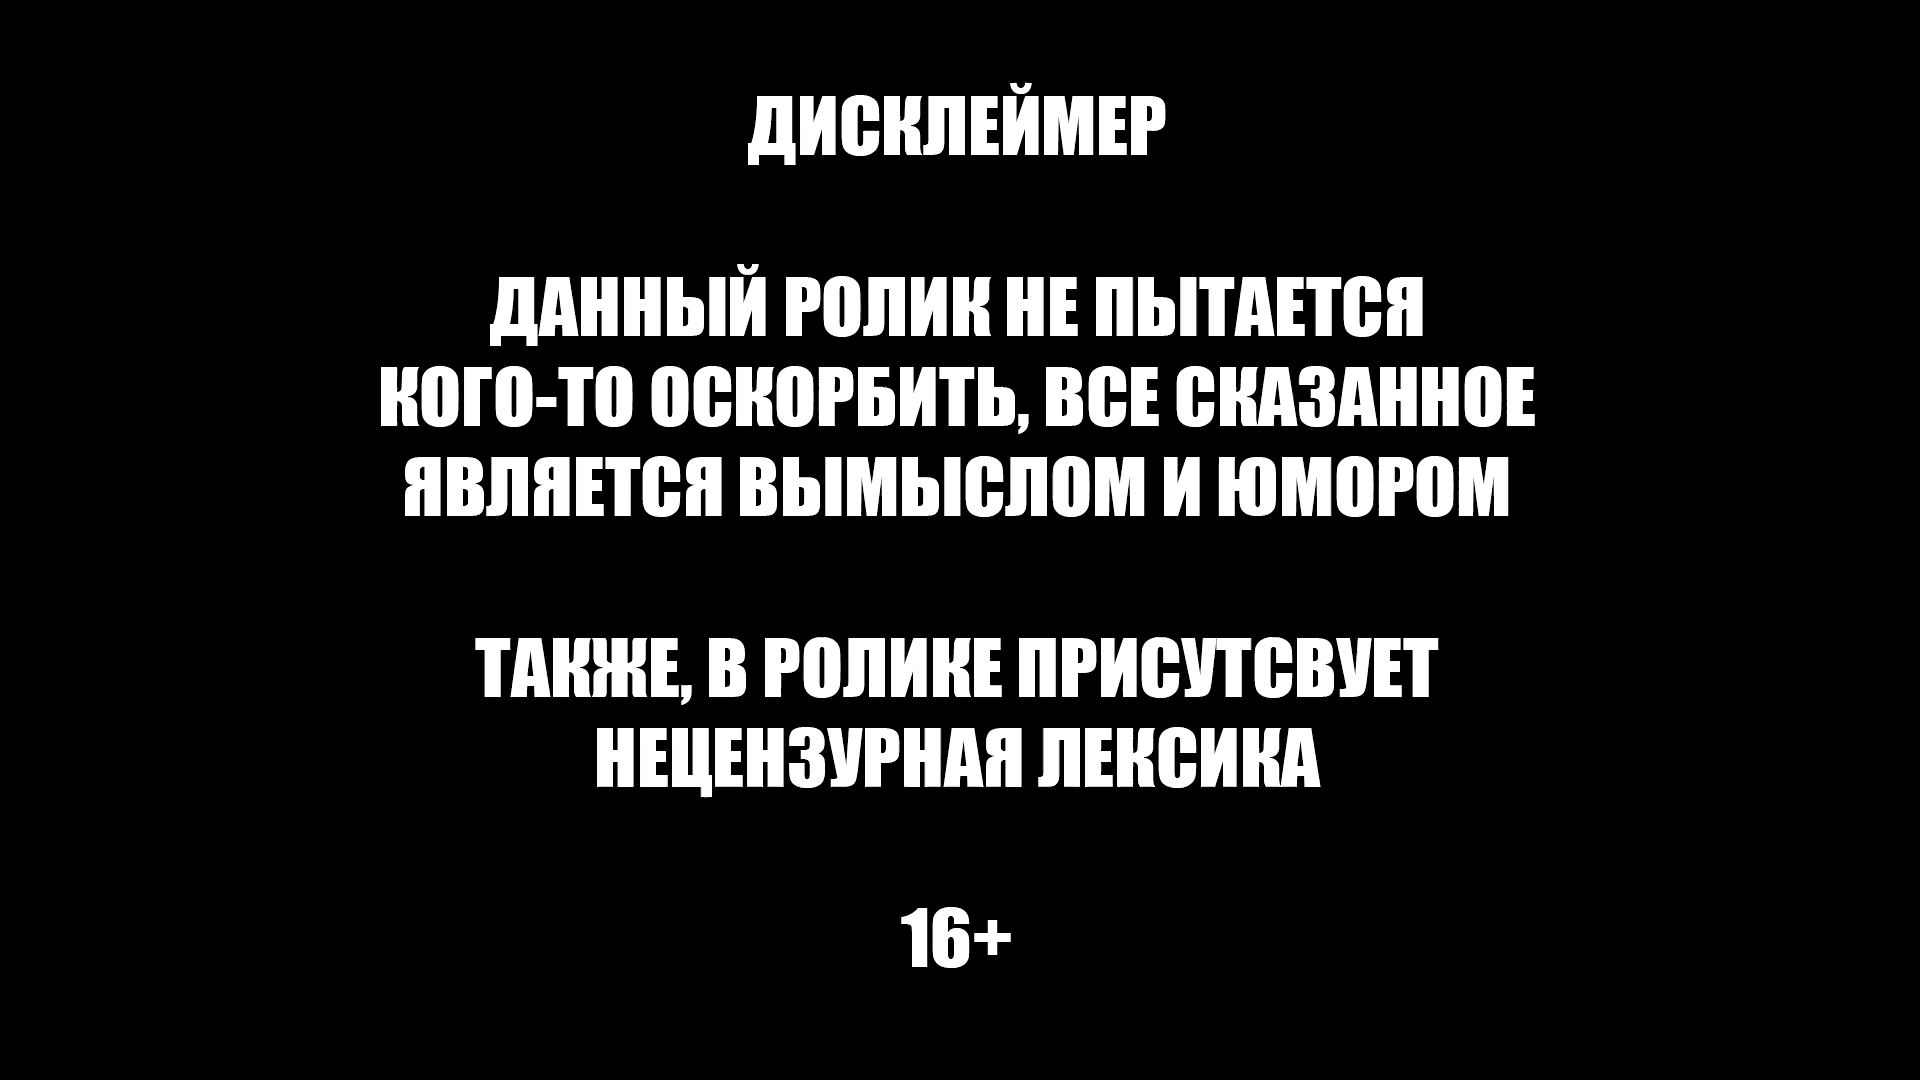 ДИСКЛЕЙМЕР
ДАННЫЙ РОЛИК НЕ ПЫТАЕТСЯ
КОГО-ТО ОСКОРБИТЬ, ВСЕ СКАЗАННОЕ
ЯВЛЯЕТСЯ ВЫМЫСЛОМ И ЮМОРОМ
ТАКЖЕ, В РОЛИКЕ ПРИСУТСВУЕТ
НЕЦЕНЗУРНАЯ ЛЕКСИКА
16+